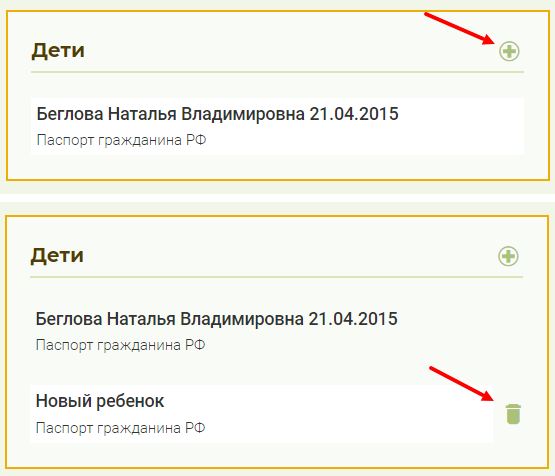 Дети
Беглова Наталья Владимировна 21.04.2015
Паспорт гражданина РФ
Дети
Беглова Наталья Владимировна 21.04.2015
Паспорт гражданина РФ
Новый ребенок
Паспорт гражданина РФ